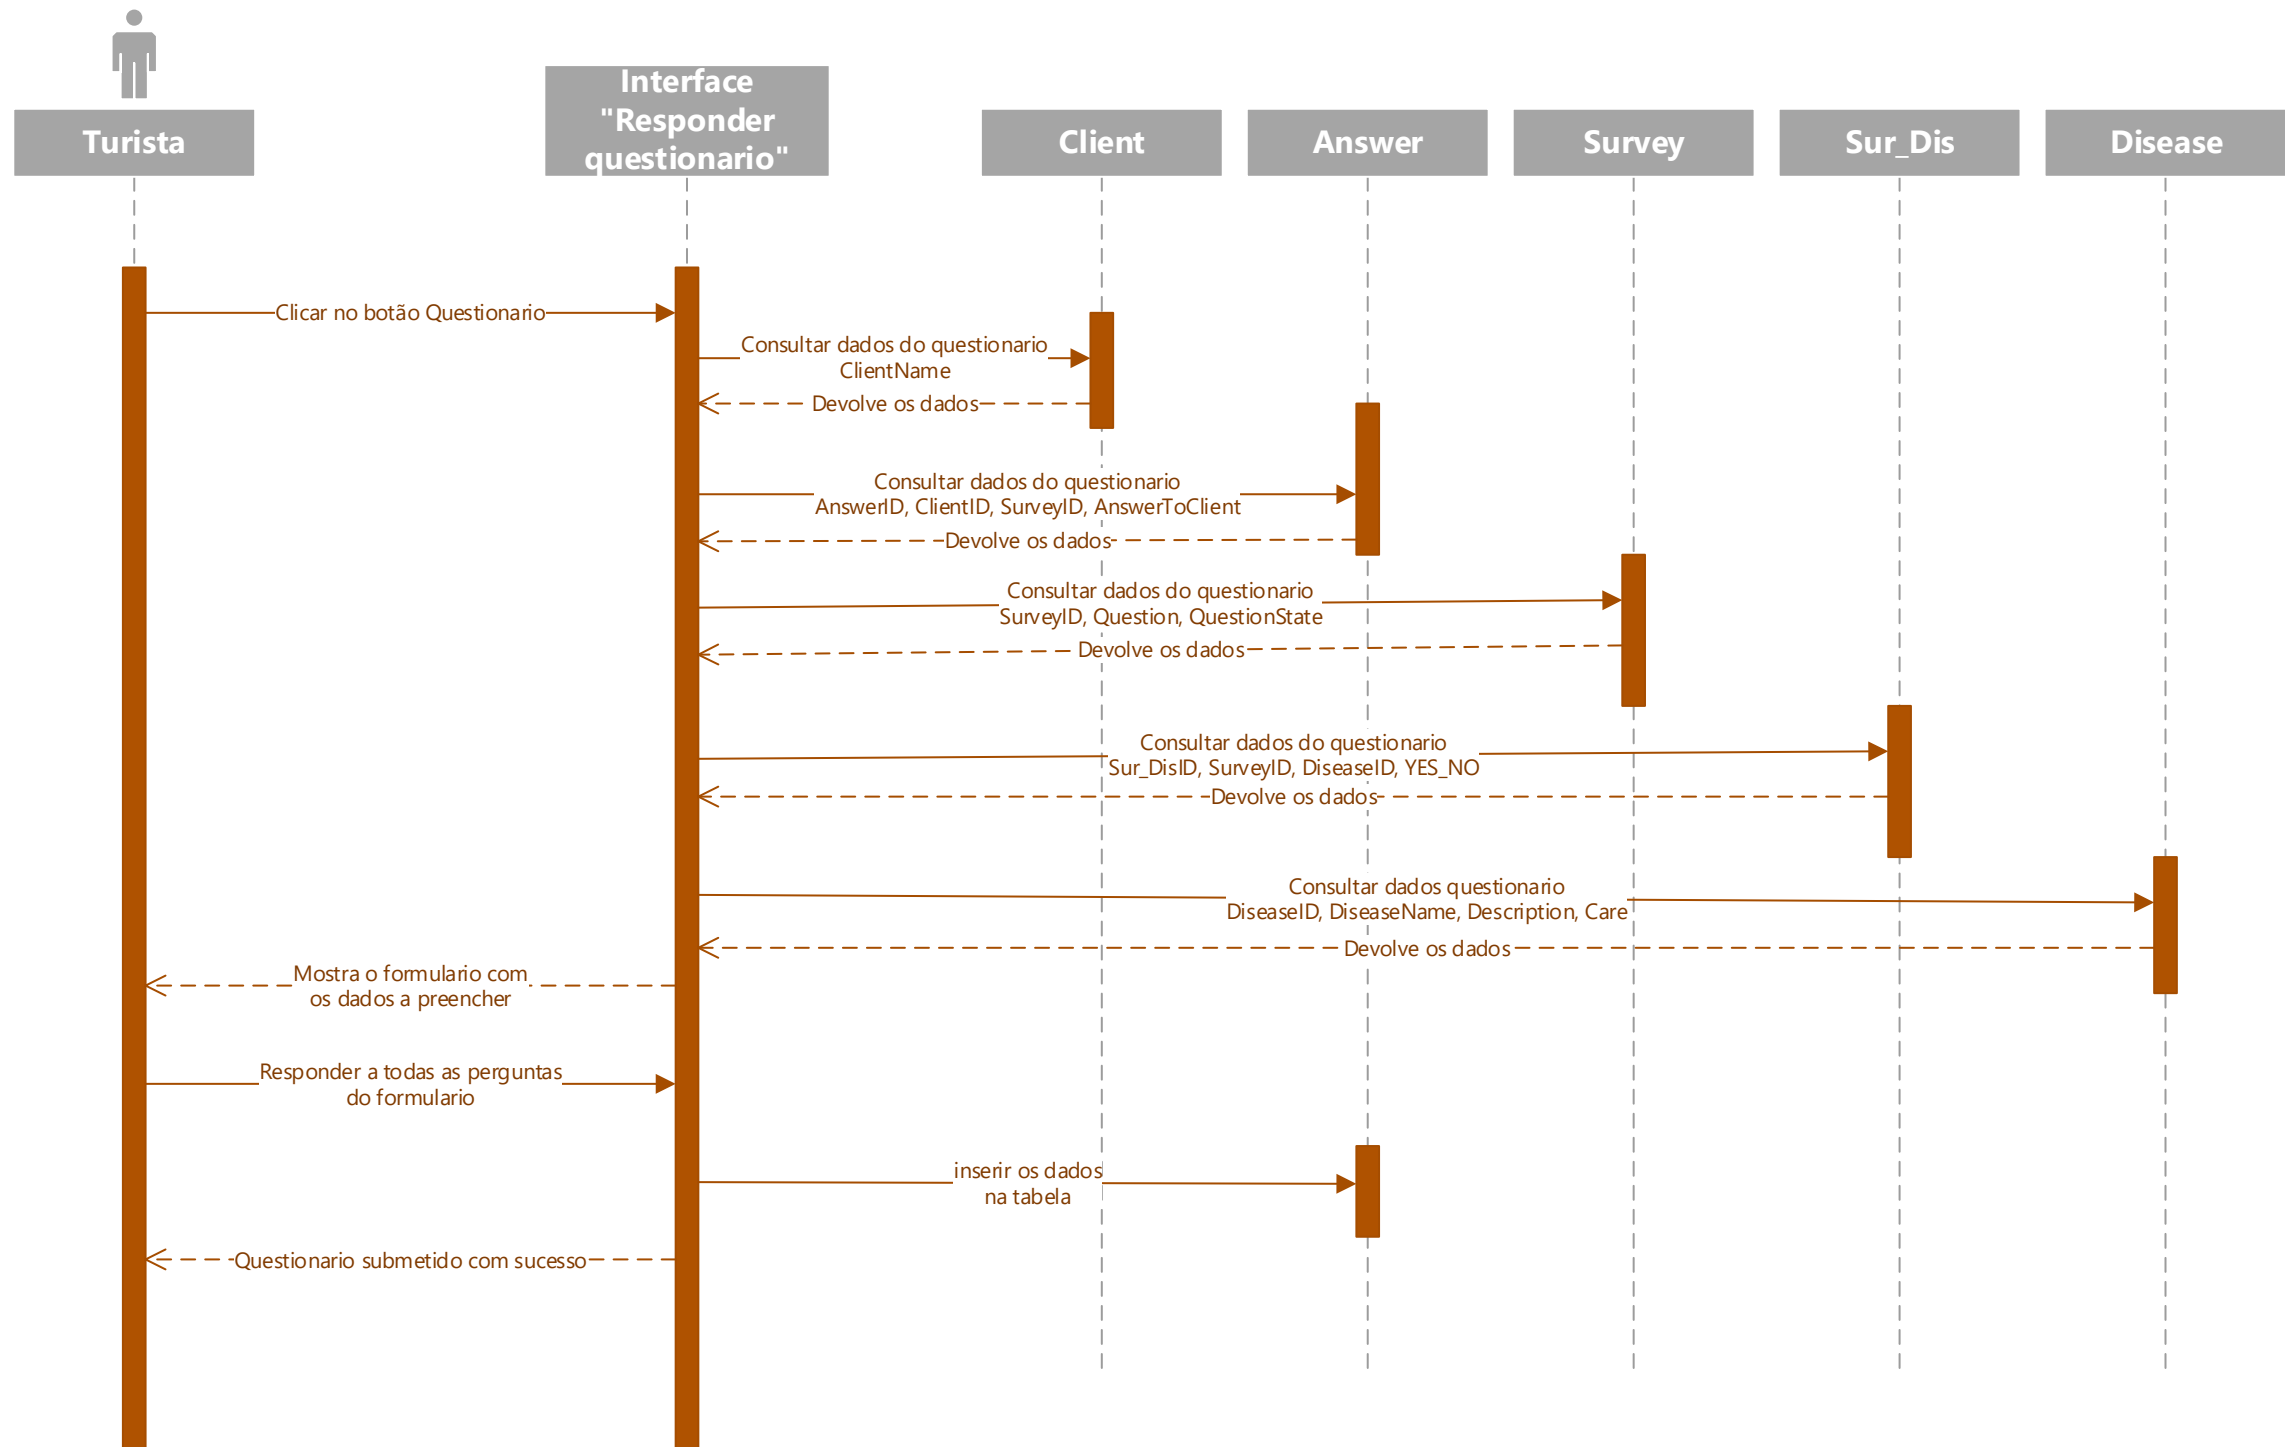 Turista
Interface
"Responder
questionario"
Client
Answer
Survey
Sur_Dis
Disease
Clicar no botão Questionario
Consultar dados do questionario
ClientName
Devolve os dados
Consultar dados do questionario
AnswerID, ClientID, SurveyID, AnswerToClient
Devolve os dados
Consultar dados do questionario
SurveyID, Question, QuestionState
Devolve os dados
Consultar dados do questionario
Sur_DisID, SurveyID, DiseaseID, YES_NO
Devolve os dados
Consultar dados questionario
DiseaseID, DiseaseName, Description, Care
Devolve os dados
Mostra o formulario com
os dados a preencher
Responder a todas as perguntas
do formulario
inserir os dados
na tabela
Questionario submetido com sucesso